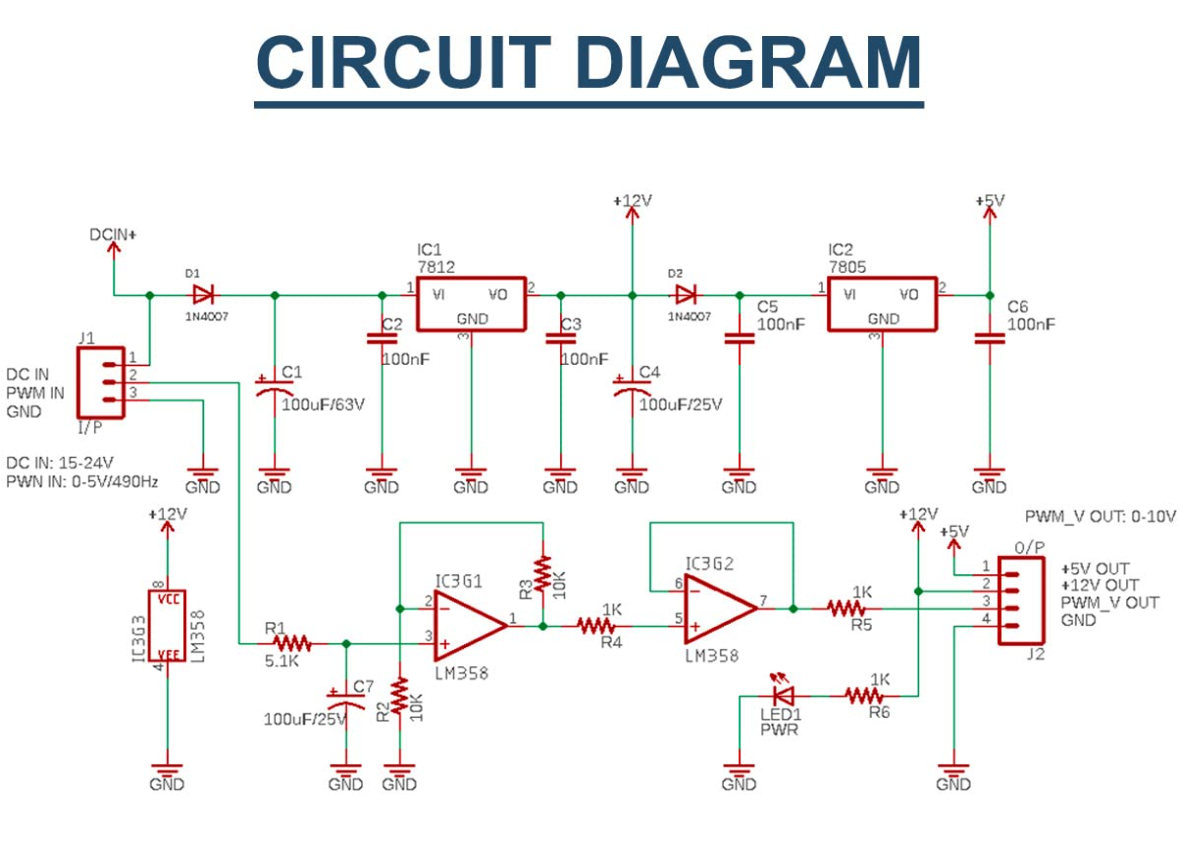 CIRCUIT DIAGRAM
+12V
+5V
DCIN+
IC1
7812
IC2
7805
D1
1N4007
1
VI
VO
2
GND
3
D2
1N4007
1
VI
VO
2
GND
3
C2
100nF
C3
100nF
C5
100nF
C6
100nF
J1
1
2
3
I/P
DC IN
PWM IN
GND
+
C1
100uF/63V
+
C4
100uF/25V
DC IN: 15-24V
PWN IN: 0-5V/490Hz
GND
GND
GND
GND
GND
GND
GND
GND
GND
+12V
8
VCC
IC3G3
LM358
VEE
4
GND
R1
5.1K
+
C7
100uF/25V
GND
R2
10K
GND
IC3G1
2
-
3
+
1
LM358
R3
10K
1K
R4
IC3G2
6
-
5
+
7
LM358
1K
R5
+12V
+5V
PWM_V OUT: 0-10V
O/P
1
2
3
4
+5V OUT
+12V OUT
PWM_V OUT
GND
J2
LED1
PWR
1K
R6
GND
GND